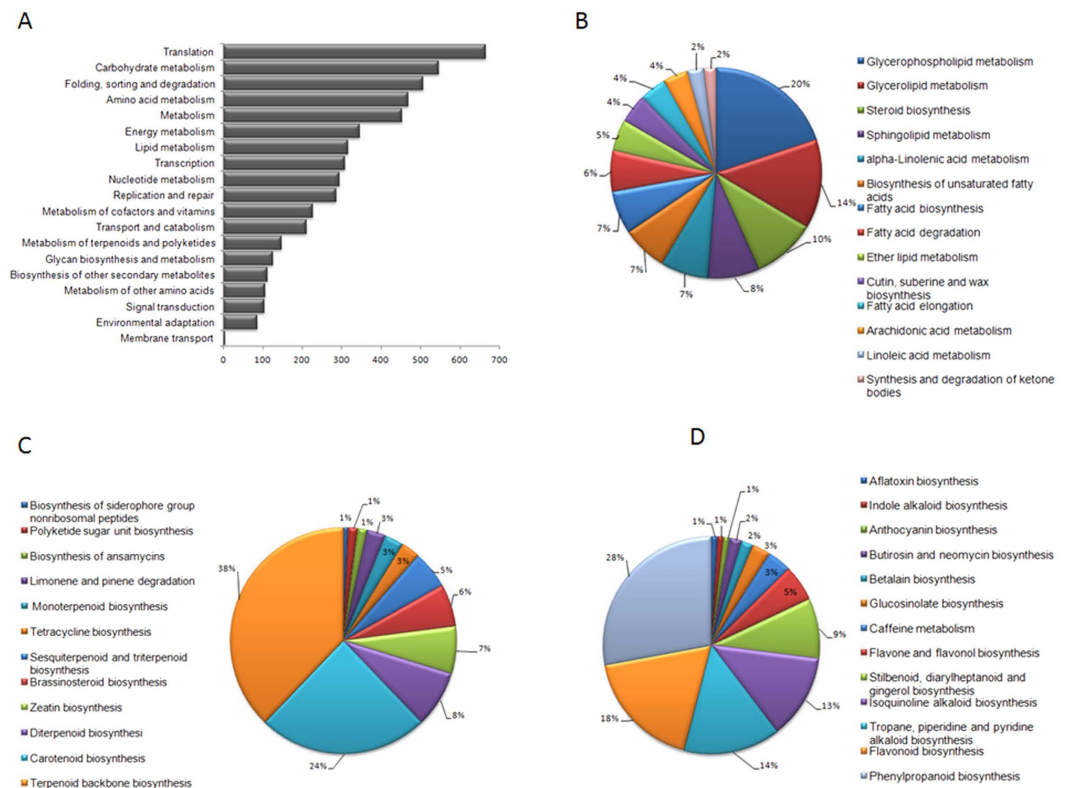 A
Translation
Carbohydrate metabolism
Folding, sorting and degradation
Amino acid metabolism
Metabolism
Energy metabolism
Lipid metabolism
Transcription
Nucleotide metabolism
Replication and repair
Metabolism of cofactors and vitamins
Transport and catabolism
Metabolism of terpenoids and polyketides
Glycan biosynthesis and metabolism
Biosynthesis of other secondary metabolites
Metabolism of other amino acids
Signal transduction
Environmental adaptation
Membrane transport
0 100 200 300 400 500 600 700
B
2%
2%
4%
4%
4%
5%
6%
7%
7%
7%
8%
10%
14%
20%
Glycerophospholipid metabolism
Glycerolipid metabolism
Steroid biosynthesis
Sphingolipid metabolism
alpha-Linolenic acid metabolism
Biosynthesis of unsaturated fatty
acids
Fatty acid biosynthesis
Fatty acid degradation
Ether lipid metabolism
Cutin, suberine and wax
biosynthesis
Fatty acid elongation
Arachidonic acid metabolism
Linoleic acid metabolism
Synthesis and degradation of ketone
bodies
C
Biosynthesis of siderophore group
nonribosomal peptides
Polyketide sugar unit biosynthesis
Biosynthesis of ansamycins
Limonene and pinene degradation
Monoterpenoid biosynthesis
Tetracycline biosynthesis
Sesquiterpenoid and triterpenoid
biosynthesis
Brassinosteroid biosynthesis
Zeatin biosynthesis
Diterpenoid biosynthesi
Carotenoid biosynthesis
Terpenoid backbone biosynthesis
1%
1%
1%
3%
3%
3%
5%
6%
7%
8%
24%
38%
D
1%
1%
1%
2%
2%
3%
3%
5%
9%
13%
14%
18%
28%
Aflatoxin biosynthesis
Indole alkaloid biosynthesis
Anthocyanin biosynthesis
Butirosin and neomycin biosynthesis
Betalain biosynthesis
Glucosinolate biosynthesis
Caffeine metabolism
Flavone and flavonol biosynthesis
Stilbenoid, diarylheptanoid and
gingerol biosynthesis
Isoquinoline alkaloid biosynthesis
Tropane, piperidine and pyridine
alkaloid biosynthesis
Flavonoid biosynthesis
Phenylpropanoid biosynthesis